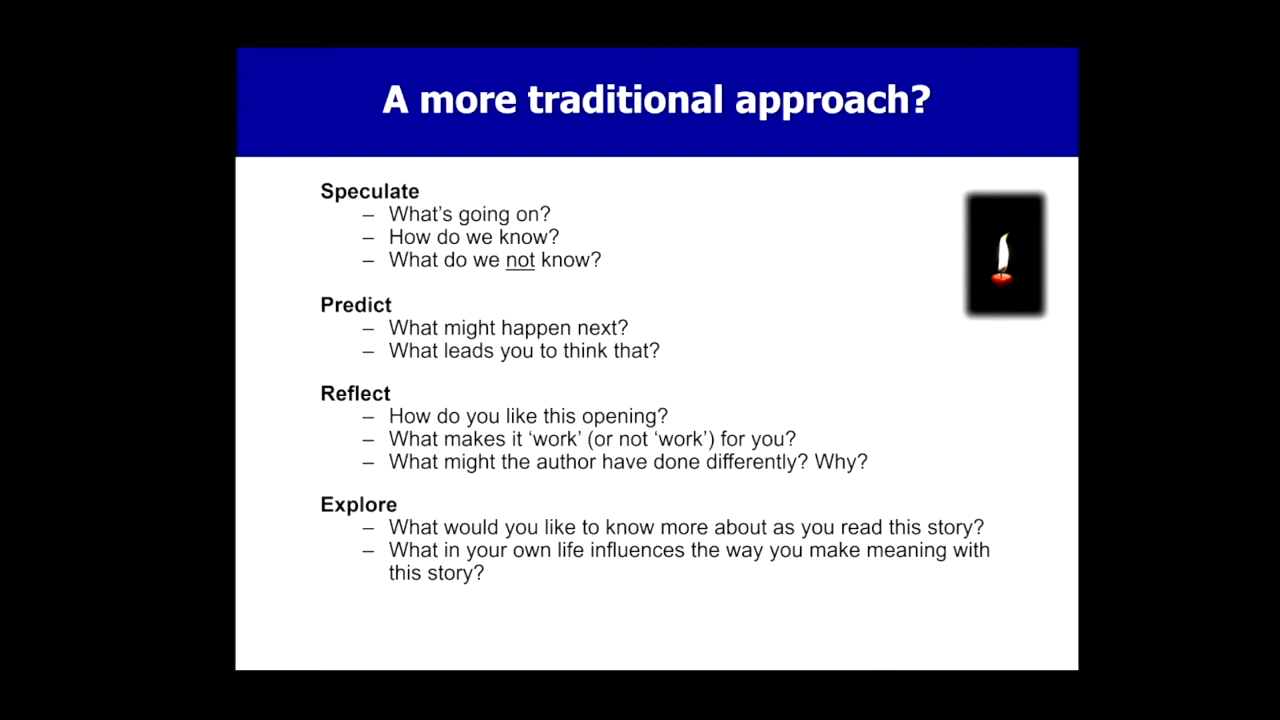 A more traditional approach?
Speculate
– What's going on?
– How do we know?
– What do we not know?
Predict
– What might happen next?
– What leads you to think that?
Reflect
– How do you like this opening?
– What makes it ‘work’ (or not ‘work’) for you?
– What might the author have done differently? Why?
Explore
– What would you like to know more about as you read this story?
– What in your own life influences the way you make meaning with
this story?